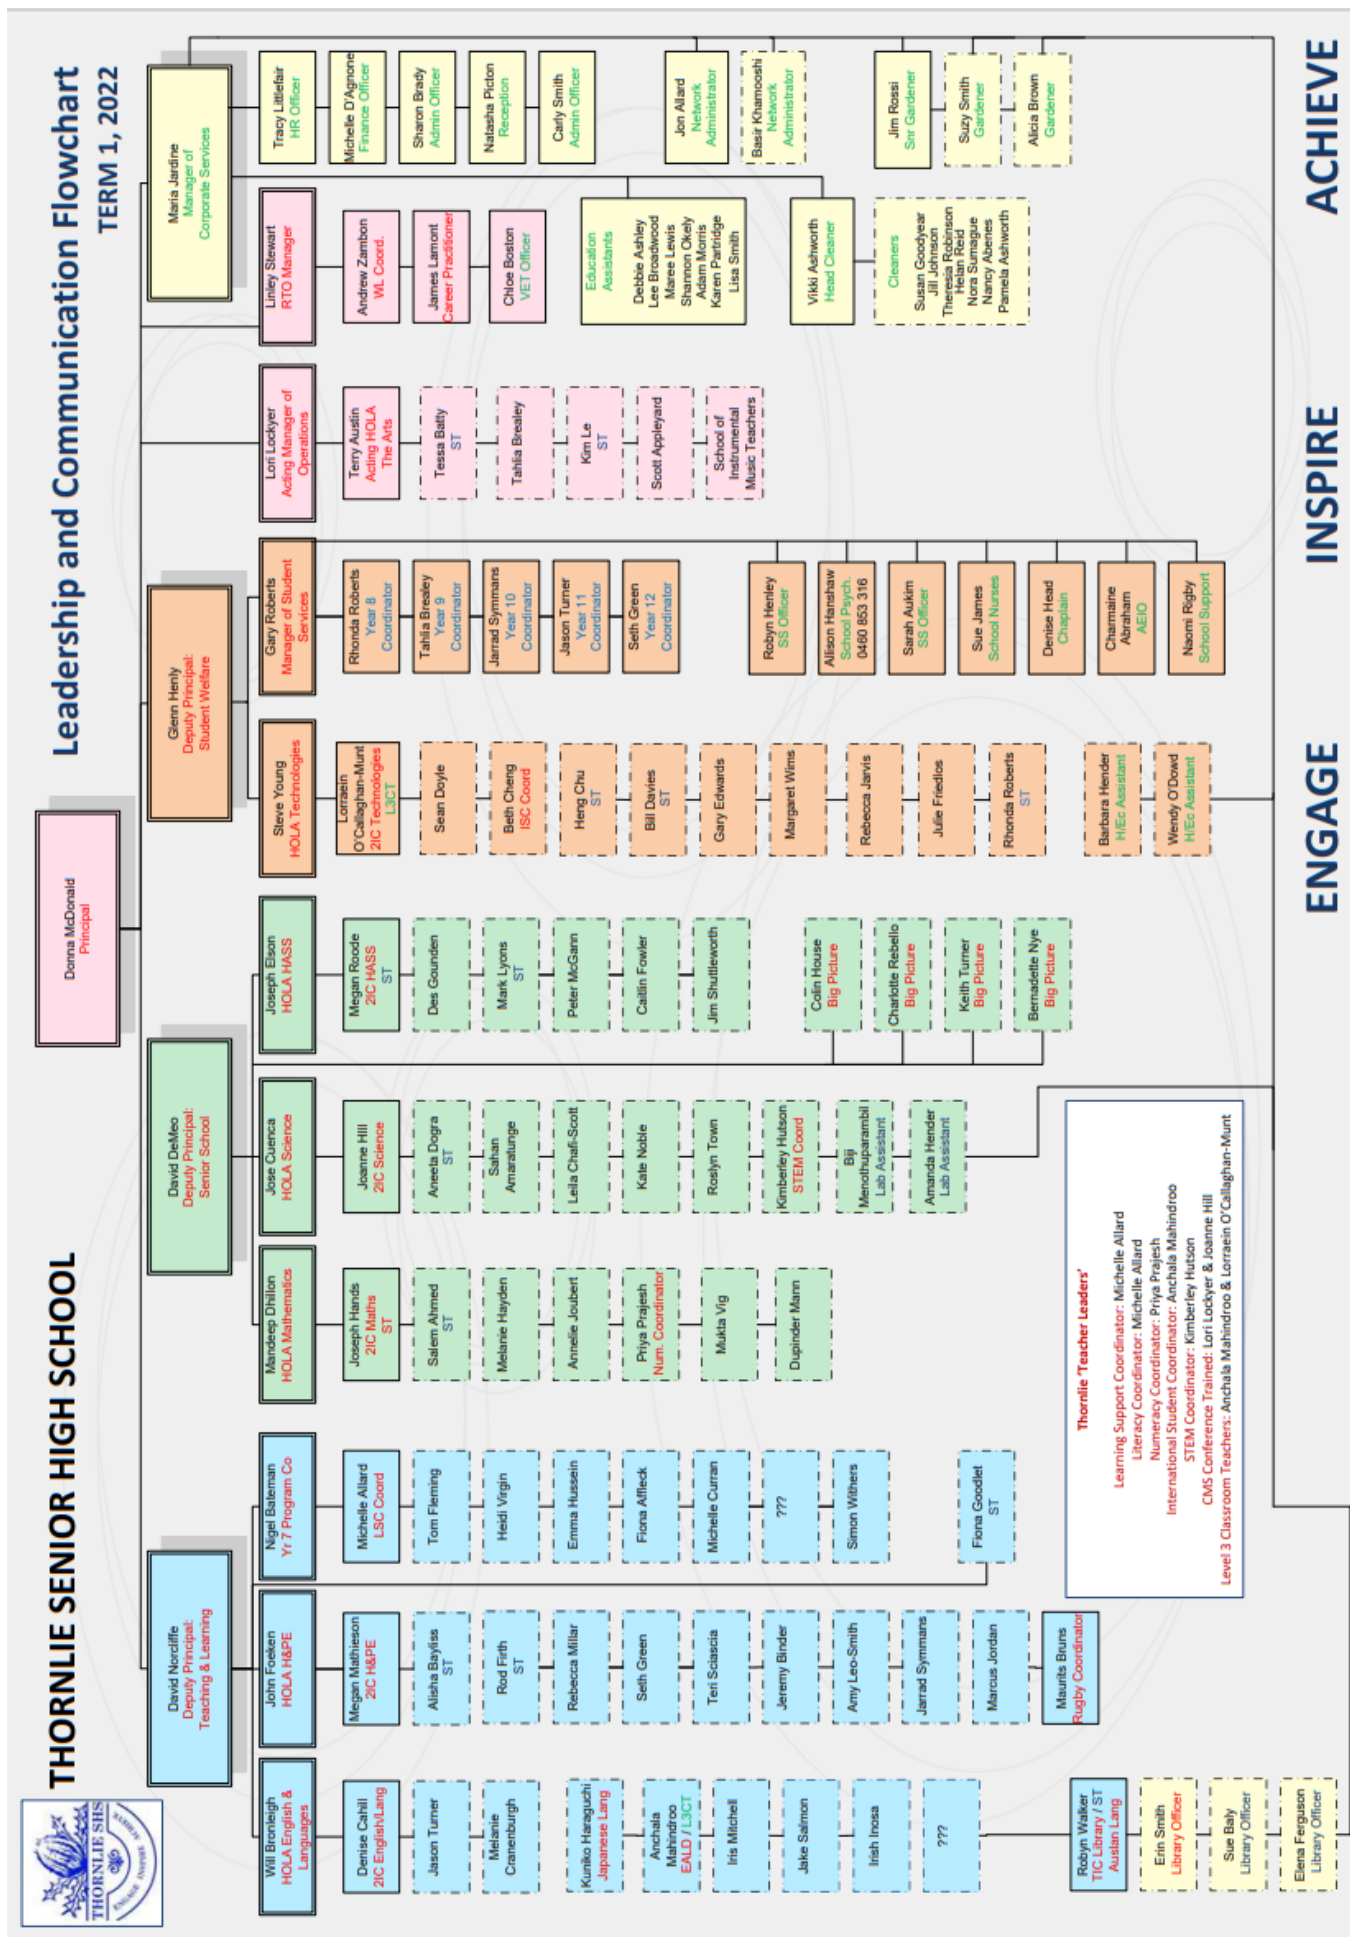 THORNLIE SHS
ENGAGE INSPIRE ACHIEVE
THORNLIE SENIOR HIGH SCHOOL
Leadership and Communication Flowchart
TERM 1, 2022
Donna McDonald
Principal
David Norcliffe
Deputy Principal:
Teaching & Learning
David DeMeo
Deputy Principal:
Senior School
Glenn Henly
Deputy Principal:
Student Welfare
Maria Jardine
Manager of
Corporate Services
Will Bronleigh
HOLA English &
Languages
Denise Cahill
2IC English/Lang
Jason Turner
Melanie
Cranenburgh
Kuniko Haraguchi
Japanese Lang
Anchala
Mahindroo
EALD / L3CT
Iris Mitchell
Jake Salmon
Irish Inosa
???
Robyn Walker
TIC Library / ST
Auslan Lang
Erin Smith
Library Officer
Sue Baly
Library Officer
Elena Ferguson
Library Officer
John Foeken
HOLA H&PE
Megan Mathieson
2IC H&PE
Alisha Bayliss
ST
Rod Firth
ST
Rebecca Millar
Seth Green
Teri Sciascia
Jeremy Binder
Amy Leo-Smith
Jarrad Symmans
Marcus Jordan
Maurits Bruns
Rugby Coordinator
Nigel Bateman
Yr 7 Program Co
Michelle Allard
LSC Coord
Tom Fleming
Heidi Virgin
Emma Hussein
Fiona Affleck
Michelle Curran
???
Simon Withers
Fiona Goodlet
ST
Mandeep Dhillon
HOLA Mathematics
Joseph Hands
2IC Maths
ST
Salem Ahmed
ST
Melanie Hayden
Annelie Joubert
Priya Prajesh
Num. Coordinator
Mukta Vig
Dupinder Mann
Jose Cuenca
HOLA Science
Joanne Hill
2IC Science
Aneeta Dogra
ST
Sahan
Amaratunge
Leila Chafi-Scott
Kate Noble
Roslyn Town
Kimberley Hutson
STEM Coord
Biji
Menothuparambil
Lab Assistant
Amanda Hender
Lab Assistant
Joseph Elson
HOLA HASS
Megan Roode
2IC HASS
ST
Des Gounden
Mark Lyons
ST
Peter McGann
Caitlin Fowler
Jim Shuttleworth
Colin House
Big Picture
Charlotte Rebello
Big Picture
Keith Turner
Big Picture
Bernadette Nye
Big Picture
Steve Young
HOLA Technologies
Lorraein
O'Callaghan-Munt
2IC Technologies
L3CT
Sean Doyle
Beth Cheng
ISC Coord
Heng Chu
ST
Bill Davies
ST
Gary Edwards
Margaret Wims
Rebecca Jarvis
Julie Friedlos
Rhonda Roberts
ST
Barbara Hender
H/Ec Assistant
Wendy O'Dowd
H/Ec Assistant
Gary Roberts
Manager of Student
Services
Rhonda Roberts
Year 8
Coordinator
Tahlia Brealey
Year 9
Coordinator
Jarrad Symmans
Year 10
Coordinator
Jason Turner
Year 11
Coordinator
Seth Green
Year 12
Coordinator
Robyn Henley
SS Officer
Allison Hanshaw
School Psych.
0460 853 316
Sarah Aukim
SS Officer
Sue James
School Nurses
Denise Head
Chaplain
Charmaine
Abraham
AEIO
Naomi Rigby
School Support
Lori Lockyer
Acting Manager of
Operations
Terry Austin
Acting HOLA
The Arts
Tessa Batty
ST
Tahlia Brealey
Kim Le
ST
Scott Appleyard
School of
Instrumental
Music Teachers
Linley Stewart
RTO Manager
Andrew Zambon
WL Coord.
James Lamont
Career Practitioner
Chloe Boston
VET Officer
Education
Assistants
Debbie Ashley
Lee Broadwood
Maree Lewis
Shannon Okely
Adam Morris
Karen Partridge
Lisa Smith
Vikki Ashworth
Head Cleaner
Cleaners
Susan Goodyear
Jill Johnson
Theresia Robinson
Helan Reid
Nora Sumague
Nancy Abenes
Pamela Ashworth
Tracy Littlefair
HR Officer
Michelle D'Agnone
Finance Officer
Sharon Brady
Admin Officer
Natasha Picton
Reception
Carly Smith
Admin Officer
Jon Allard
Network
Administrator
Basir Khamooshi
Network
Administrator
Jim Rossi
Snr Gardener
Suzy Smith
Gardener
Alicia Brown
Gardener
Thornlie 'Teacher Leaders'
Learning Support Coordinator: Michelle Allard
Literacy Coordinator: Michelle Allard
Numeracy Coordinator: Priya Prajesh
International Student Coordinator: Anchala Mahindroo
STEM Coordinator: Kimberley Hutson
CMS Conference Trained: Lori Lockyer & Joanne Hill
Level 3 Classroom Teachers: Anchala Mahindroo & Lorraein O'Callaghan-Munt
ENGAGE
INSPIRE
ACHIEVE